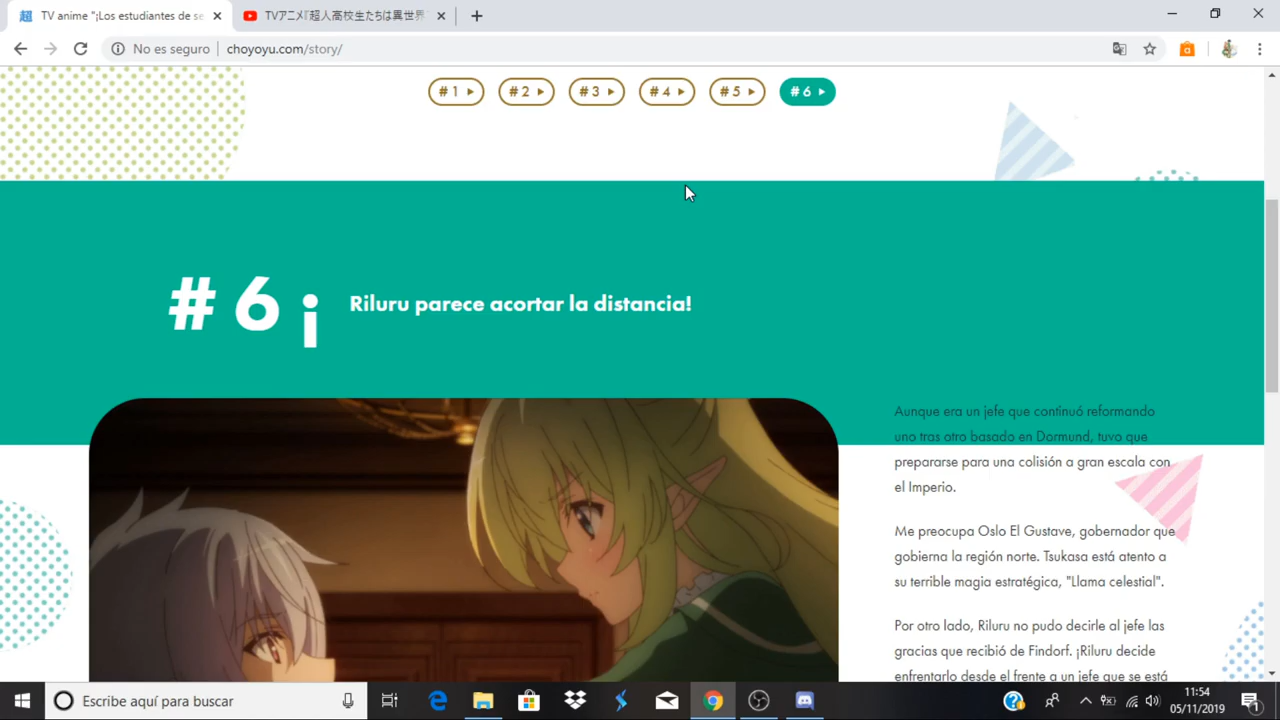 TV anime "¡Los estudiantes de se
TVアニメ『超人高校生たちは異世界
No es seguro
choyoyu.com/story/
#1
#2
#3
#4
#5
#6
#6 ¡ Riluru parece acortar la distancia!
Aunque era un jefe que continuó reformando
uno tras otro basado en Dormund, tuvo que
prepararse para una colisión a gran escala con
el Imperio.
Me preocupa Oslo El Gustave, gobernador que
gobierna la región norte. Tsukasa está atento a
su terrible magia estratégica, "Llama celestial".
Por otro lado, Riluru no pudo decirle al jefe las
gracias que recibió de Findorf. ¡Riluru decide
enfrentarlo desde el frente a un jefe que se está
Escribe aquí para buscar
11:54
05/11/2019